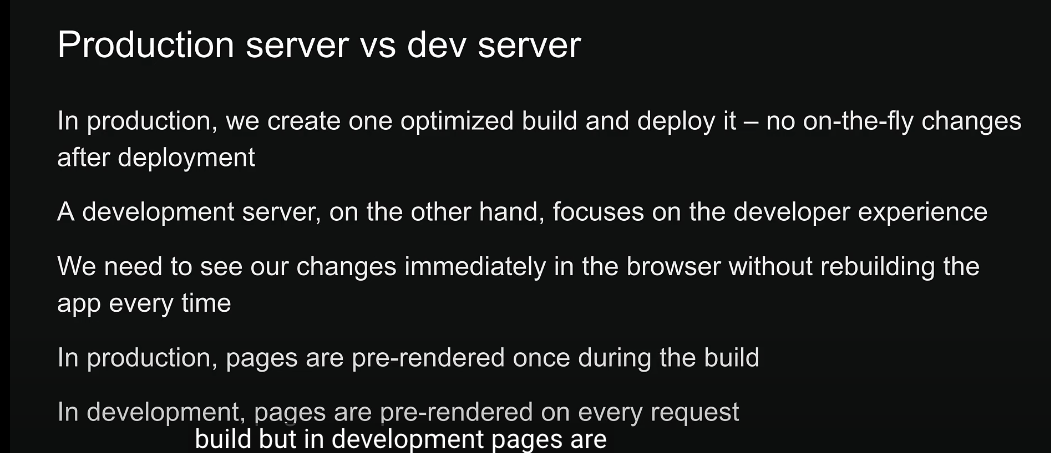 Production server vs dev server
In production, we create one optimized build and deploy it – no on-the-fly changes
after deployment
A development server, on the other hand, focuses on the developer experience
We need to see our changes immediately in the browser without rebuilding the
app every time
In production, pages are pre-rendered once during the build
In development, pages are pre-rendered on every request
build but in development pages are